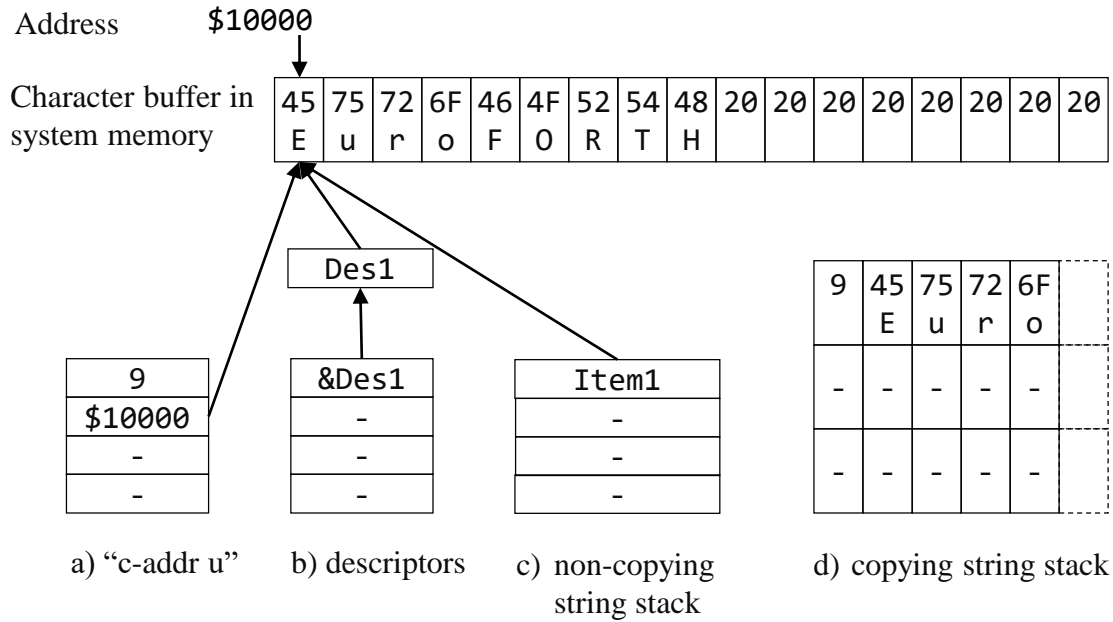 Address $10000
Character buffer in system memory
45 75 72 6F 46 4F 52 54 48 20 20 20 20 20 20 20 20
E u r o F O R T H
Des1
9 45 75 72 6F
E u r o
9 &Des1 Item1
$10000 - - - - - - -
- - -
- - - - - - - -
a) “c-addr u” b) descriptors c) non-copying string stack d) copying string stack